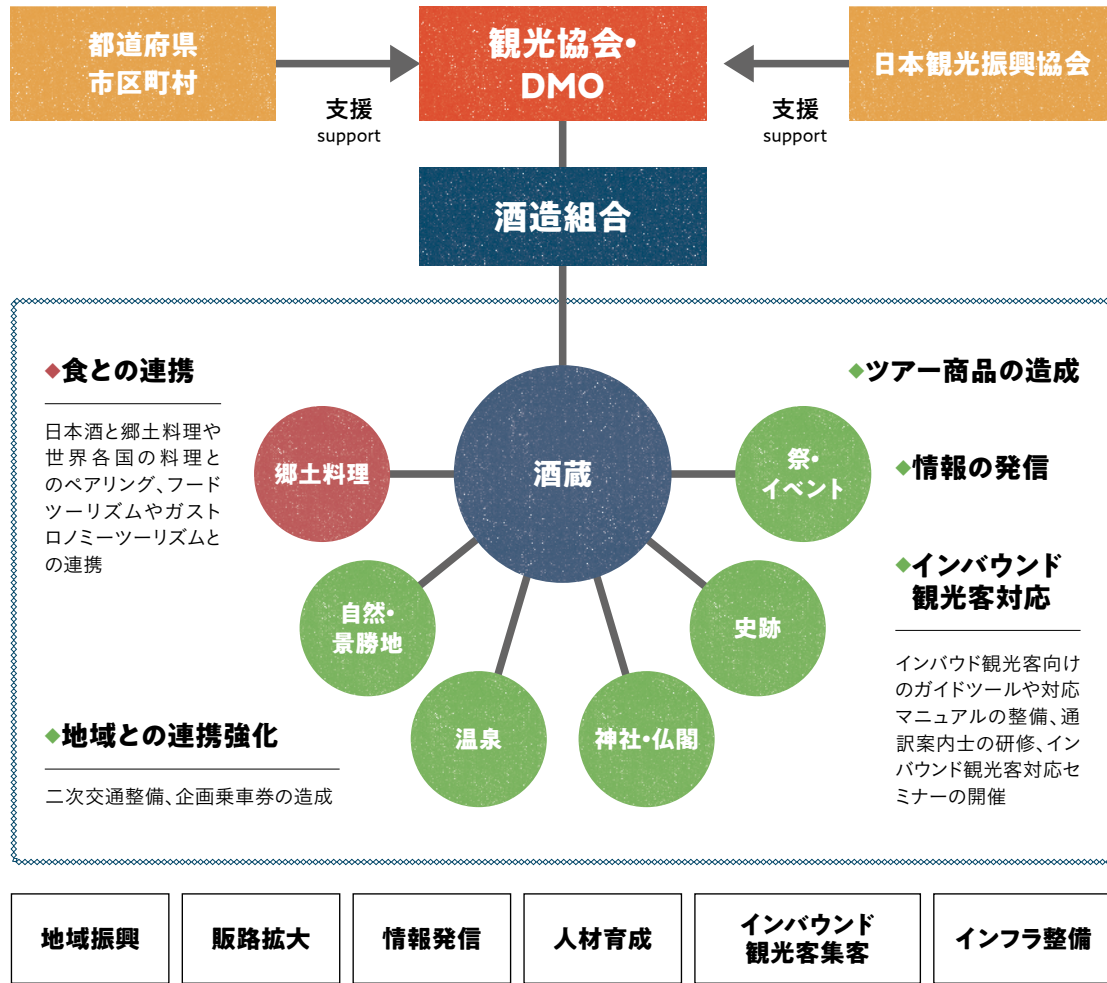 都道府県
市区町村
観光協会・
DMO
日本観光振興協会
支援
support
支援
support
酒造組合
◆食との連携
日本酒と郷土料理や
世界各国の料理と
のペアリング、フード
ツーリズムやガスト
ロノミーツーリズムと
の連携
◆地域との連携強化
二次交通整備、企画乗車券の造成
酒蔵
郷土料理
自然・
景勝地
温泉
神社・仏閣
史跡
祭・
イベント
◆ツアー商品の造成
◆情報の発信
◆インバウンド
観光客対応
インバウド観光客向け
のガイドツールや対応
マニュアルの整備、通
訳案内士の研修、イン
バウンド観光客対応セ
ミナーの開催
地域振興
販路拡大
情報発信
人材育成
インバウンド
観光客集客
インフラ整備